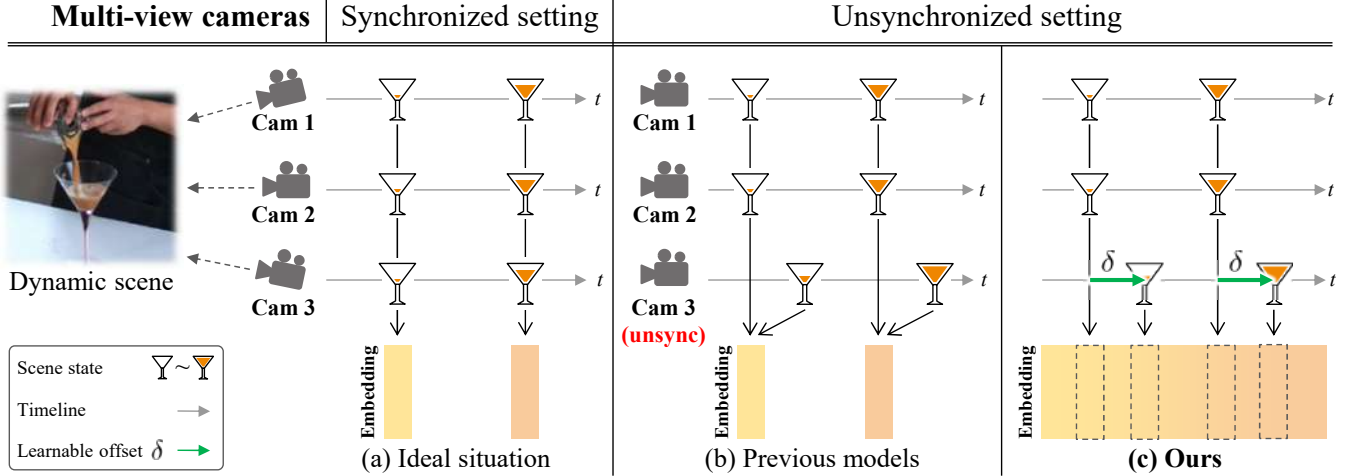 Multi-view cameras
Synchronized setting
Unsynchronized setting
Cam 1
t
Cam 2
t
Cam 3
t
Dynamic scene
Scene state ~
Timeline
Learnable offset δ
Embedding
(a) Ideal situation
Cam 1
t
Cam 2
t
Cam 3
(unsync)
t
Embedding
(b) Previous models
t
t
δ
δ
t
Embedding
(c) Ours